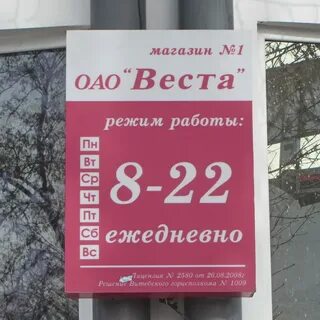 магазин №1
ОАО "Веста"
режим работы:
Пн
Вт
Ср
Чт
Пт
Сб
Вс
8-22
ежедневно
Лицензия № 2580 от 26.08.2008г
Решение Витебского горисполкома № 1009